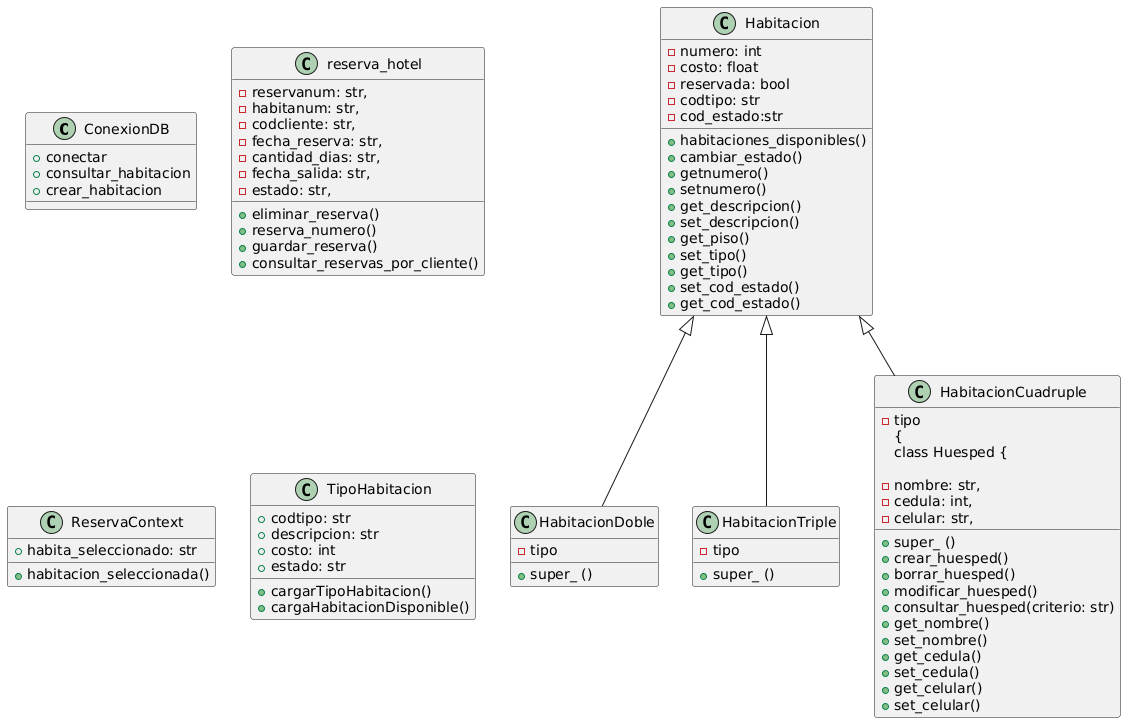 C ConexionDB
conectar
consultar_habitacion
crear_habitacion
C reserva_hotel
reservanum: str,
habitanum: str,
codcliente: str,
fecha_reserva: str,
cantidad_dias: str,
fecha_salida: str,
estado: str,
eliminar_reserva()
reserva_numero()
guardar_reserva()
consultar_reservas_por_cliente()
C Habitacion
numero: int
costo: float
reservada: bool
codtipo: str
cod_estado:str
habitaciones_disponibles()
cambiar_estado()
getnumero()
setnumero()
get_descripcion()
set_descripcion()
get_piso()
set_tipo()
get_tipo()
set_cod_estado()
get_cod_estado()
C ReservaContext
habita_seleccionado: str
habitacion_seleccionada()
C TipoHabitacion
codtipo: str
descripcion: str
costo: int
estado: str
cargarTipoHabitacion()
cargaHabitacionDisponible()
C HabitacionDoble
tipo
super_ ()
C HabitacionTriple
tipo
super_ ()
C HabitacionCuadruple
tipo
{
class Huesped {
nombre: str,
cedula: int,
celular: str,
super_ ()
crear_huesped()
borrar_huesped()
modificar_huesped()
consultar_huesped(criterio: str)
get_nombre()
set_nombre()
get_cedula()
set_cedula()
get_celular()
set_celular()